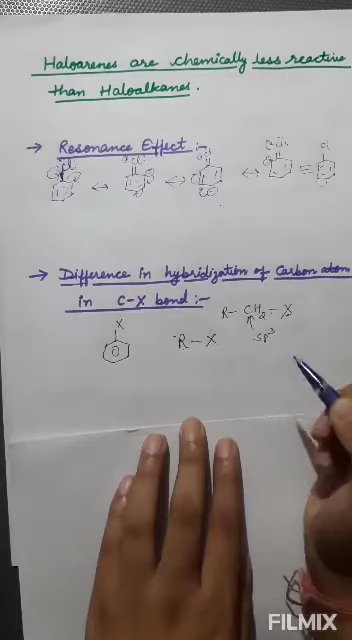 Haloarenes are chemically less reactive
than Haloalkanes.
→ Resonance Effect :-
→ Difference in hybridization of Carbon atom
in C-X bond:-
R- CH2- X
X
R - X
sp3
FILMIX